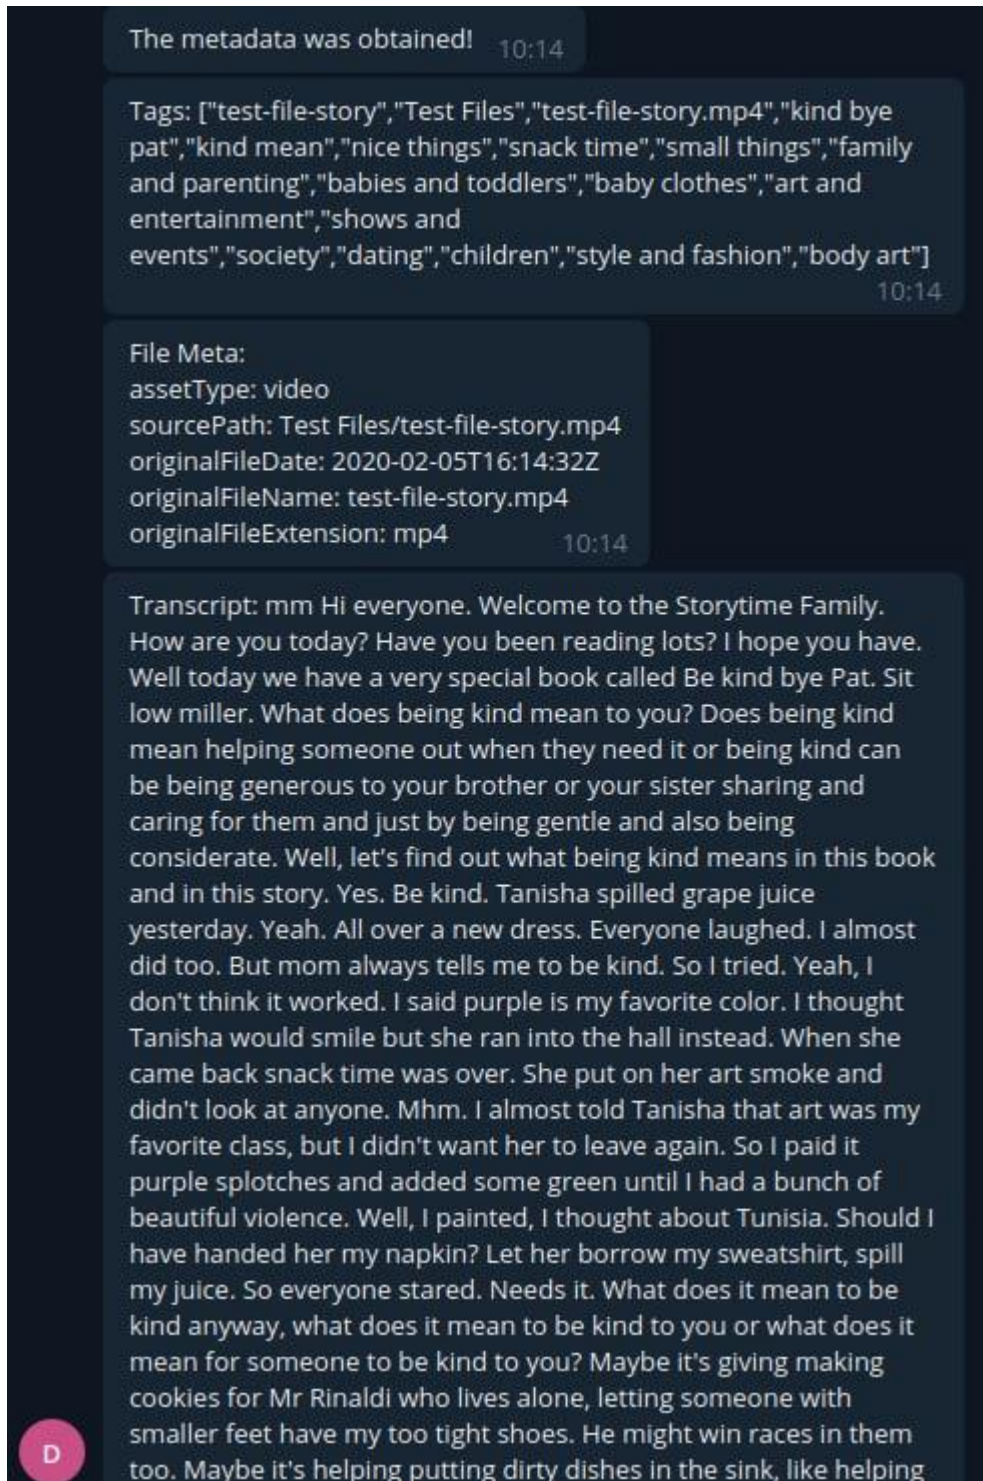 The metadata was obtained! 10:14
Tags: ["test-file-story","Test Files","test-file-story.mp4","kind bye
pat","kind mean","nice things","snack time","small things","family
and parenting","babies and toddlers","baby clothes","art and
entertainment","shows and
events","society","dating","children","style and fashion","body art"]
10:14
File Meta:
assetType: video
sourcePath: Test Files/test-file-story.mp4
originalFileDate: 2020-02-05T16:14:32Z
originalFileName: test-file-story.mp4
originalFileExtension: mp4 10:14
Transcript: mm Hi everyone. Welcome to the Storytime Family.
How are you today? Have you been reading lots? I hope you have.
Well today we have a very special book called Be kind bye Pat. Sit
low miller. What does being kind mean to you? Does being kind
mean helping someone out when they need it or being kind can
be being generous to your brother or your sister sharing and
caring for them and just by being gentle and also being
considerate. Well, let's find out what being kind means in this book
and in this story. Yes. Be kind. Tanisha spilled grape juice
yesterday. Yeah. All over a new dress. Everyone laughed. I almost
did too. But mom always tells me to be kind. So I tried. Yeah, I
don't think it worked. I said purple is my favorite color. I thought
Tanisha would smile but she ran into the hall instead. When she
came back snack time was over. She put on her art smoke and
didn't look at anyone. Mhm. I almost told Tanisha that art was my
favorite class, but I didn't want her to leave again. So I paid it
purple splotches and added some green until I had a bunch of
beautiful violence. Well, I painted, I thought about Tunisia. Should I
have handed her my napkin? Let her borrow my sweatshirt, spill
my juice. So everyone stared. Needs it. What does it mean to be
kind anyway, what does it mean to be kind to you or what does it
mean for someone to be kind to you? Maybe it's giving making
cookies for Mr Rinaldi who lives alone, letting someone with
smaller feet have my too tight shoes. He might win races in them
D
too. Maybe it's helping putting dirty dishes in the sink, like helping